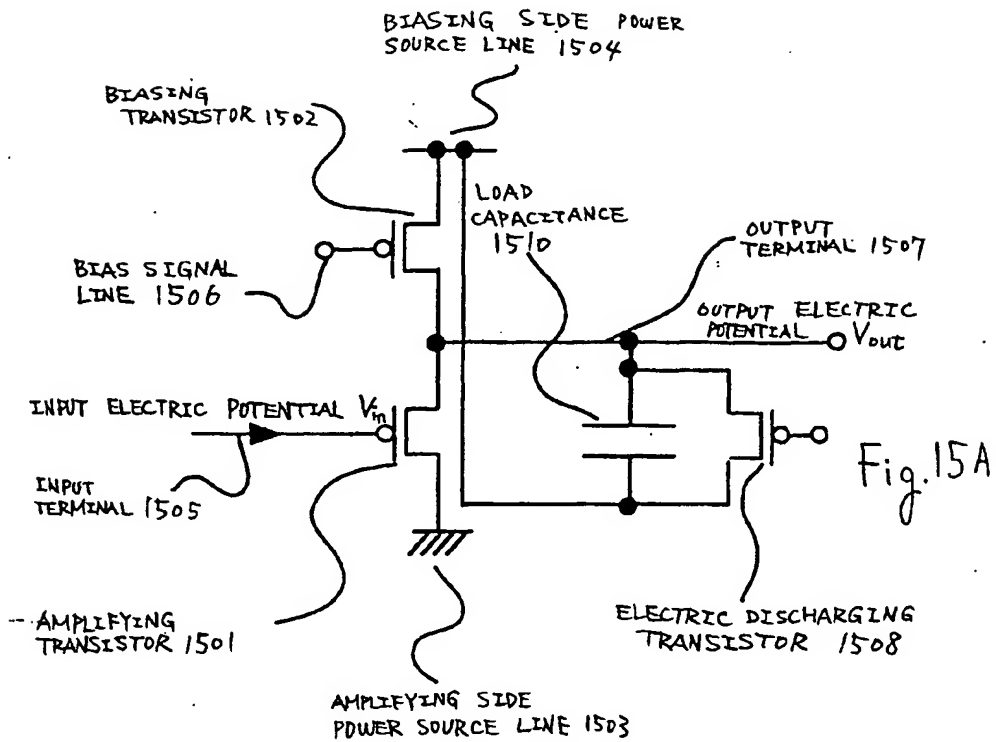 BIASING SIDE POWER
SOURCE LINE 1504
BIASING
TRANSISTOR 1502
LOAD
CAPACITANCE
1510
OUTPUT
TERMINAL 1507
BIAS SIGNAL
LINE 1506
OUTPUT ELECTRIC
POTENTIAL
Vout
INPUT ELECTRIC POTENTIAL Vin
INPUT
TERMINAL 1505
Fig. 15A
AMPLIFYING
TRANSISTOR 1501
ELECTRIC DISCHARGING
TRANSISTOR 1508
AMPLIFYING SIDE
POWER SOURCE LINE 1503